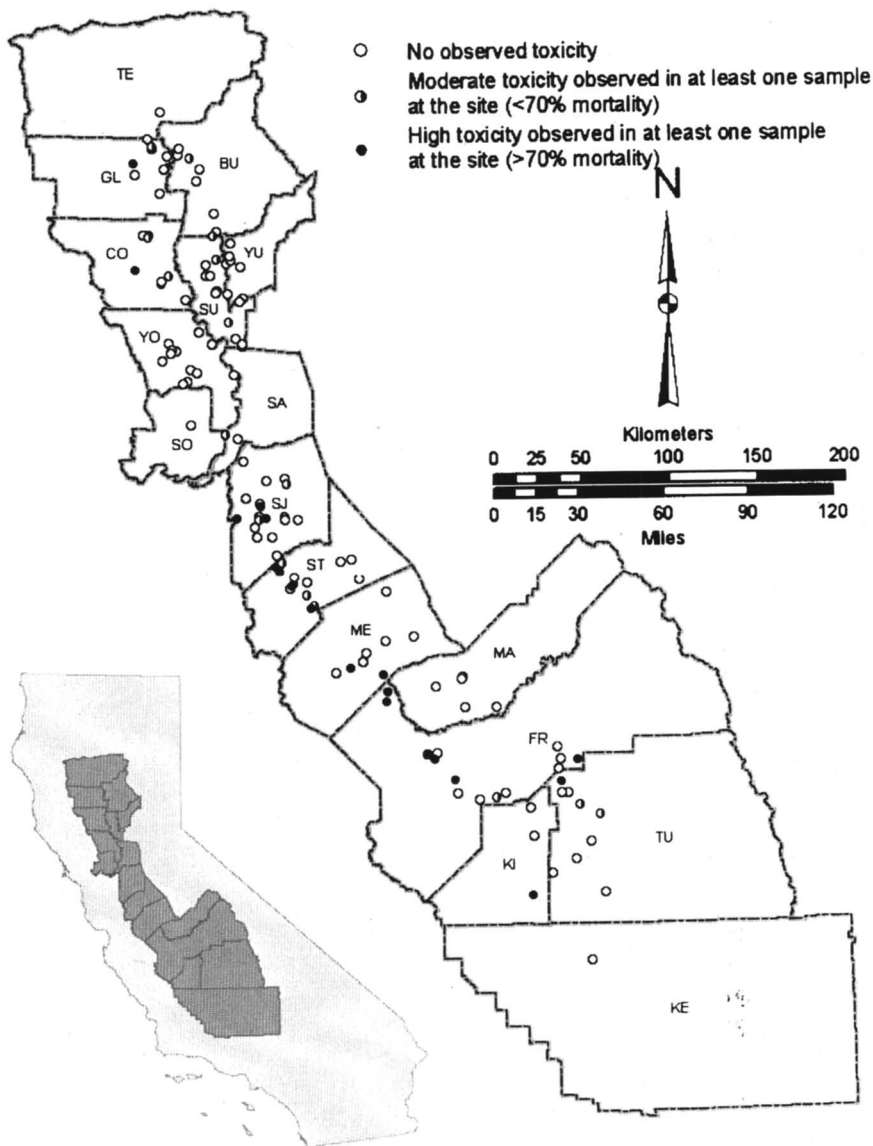 No observed toxicity
Moderate toxicity observed in at least one sample
at the site (<70% mortality)
High toxicity observed in at least one sample
at the site (>70% mortality)
N
TE
BU
GL
CO
YU
SU
YO
SA
SO
Kilometers
0 25 50 100 150 200
0 15 30 60 90 120
Miles
SJ
ST
ME
MA
FR
TU
KI
KE